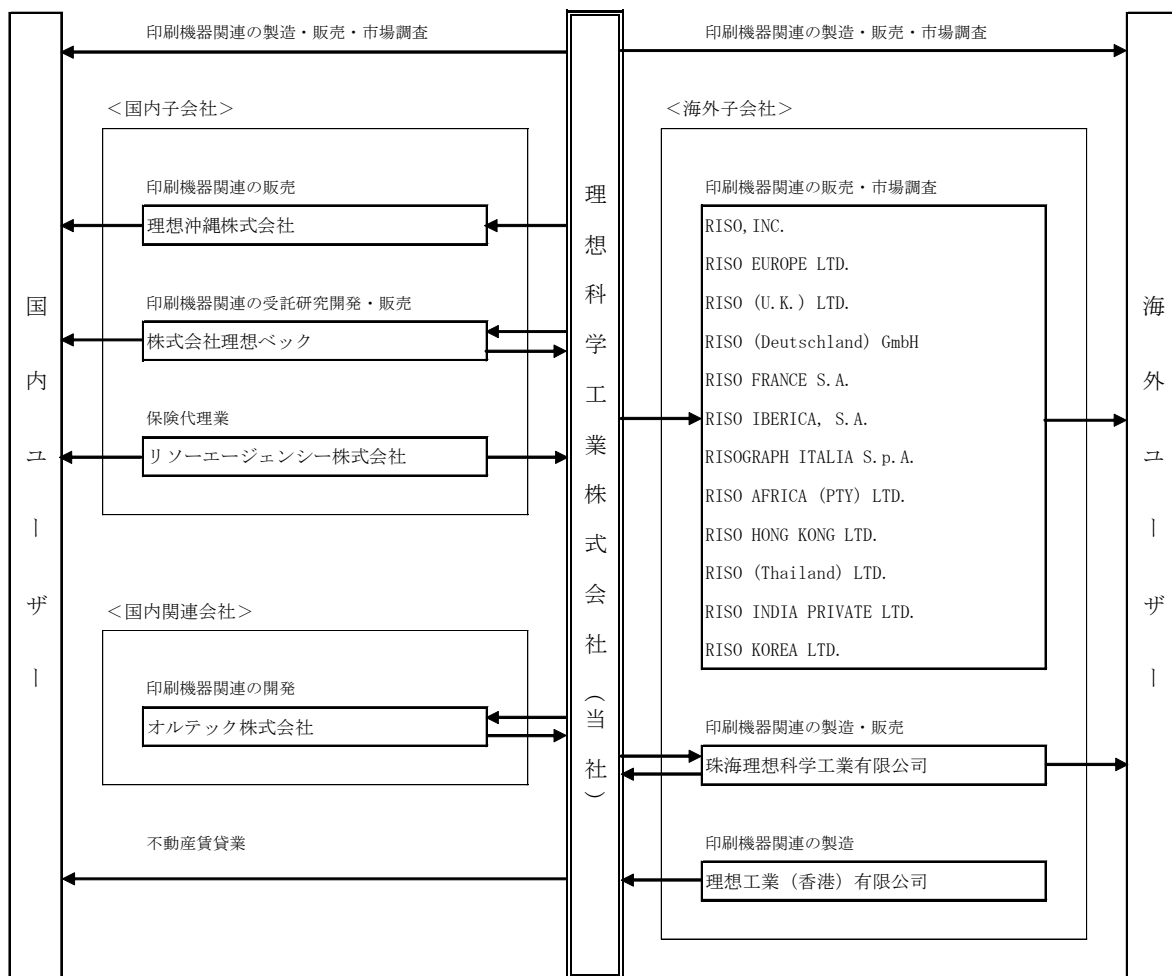 国内ユーザー
印刷機器関連の製造・販売・市場調査
＜国内子会社＞
印刷機器関連の販売
理想沖縄株式会社
印刷機器関連の受託研究開発・販売
株式会社理想ベック
保険代理業
リソーエージェンシー株式会社
＜国内関連会社＞
印刷機器関連の開発
オルテック株式会社
不動産賃貸業
理想科学工業株式会社（当社）
印刷機器関連の製造・販売・市場調査
＜海外子会社＞
印刷機器関連の販売・市場調査
RISO,INC.
RISO EUROPE LTD.
RISO (U.K.) LTD.
RISO (Deutschland) GmbH
RISO FRANCE S.A.
RISO IBERICA, S.A.
RISOGRAPH ITALIA S.p.A.
RISO AFRICA (PTY) LTD.
RISO HONG KONG LTD.
RISO (Thailand) LTD.
RISO INDIA PRIVATE LTD.
RISO KOREA LTD.
印刷機器関連の製造・販売
珠海理想科学工業有限公司
印刷機器関連の製造
理想工業（香港）有限公司
海外ユーザー